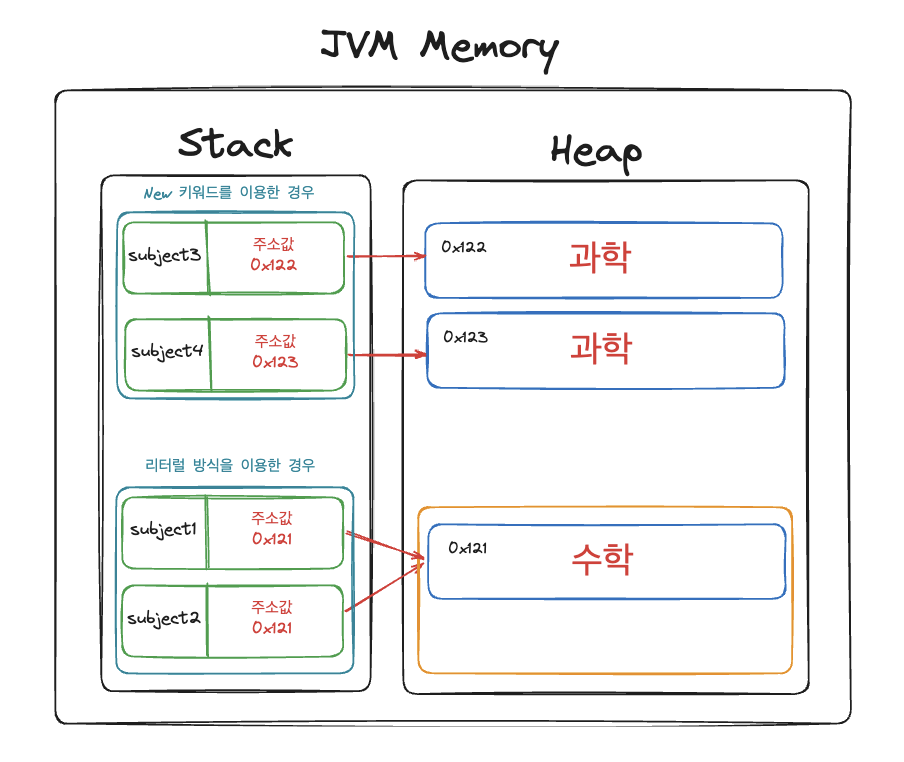 JVM Memory
Stack
Heap
New 키워드를 이용한 경우
subject3
주소값
0x122
0x122
과학
subject4
주소값
0x123
0x123
과학
리터럴 방식을 이용한 경우
subject1
주소값
0x121
0x121
수학
subject2
주소값
0x121